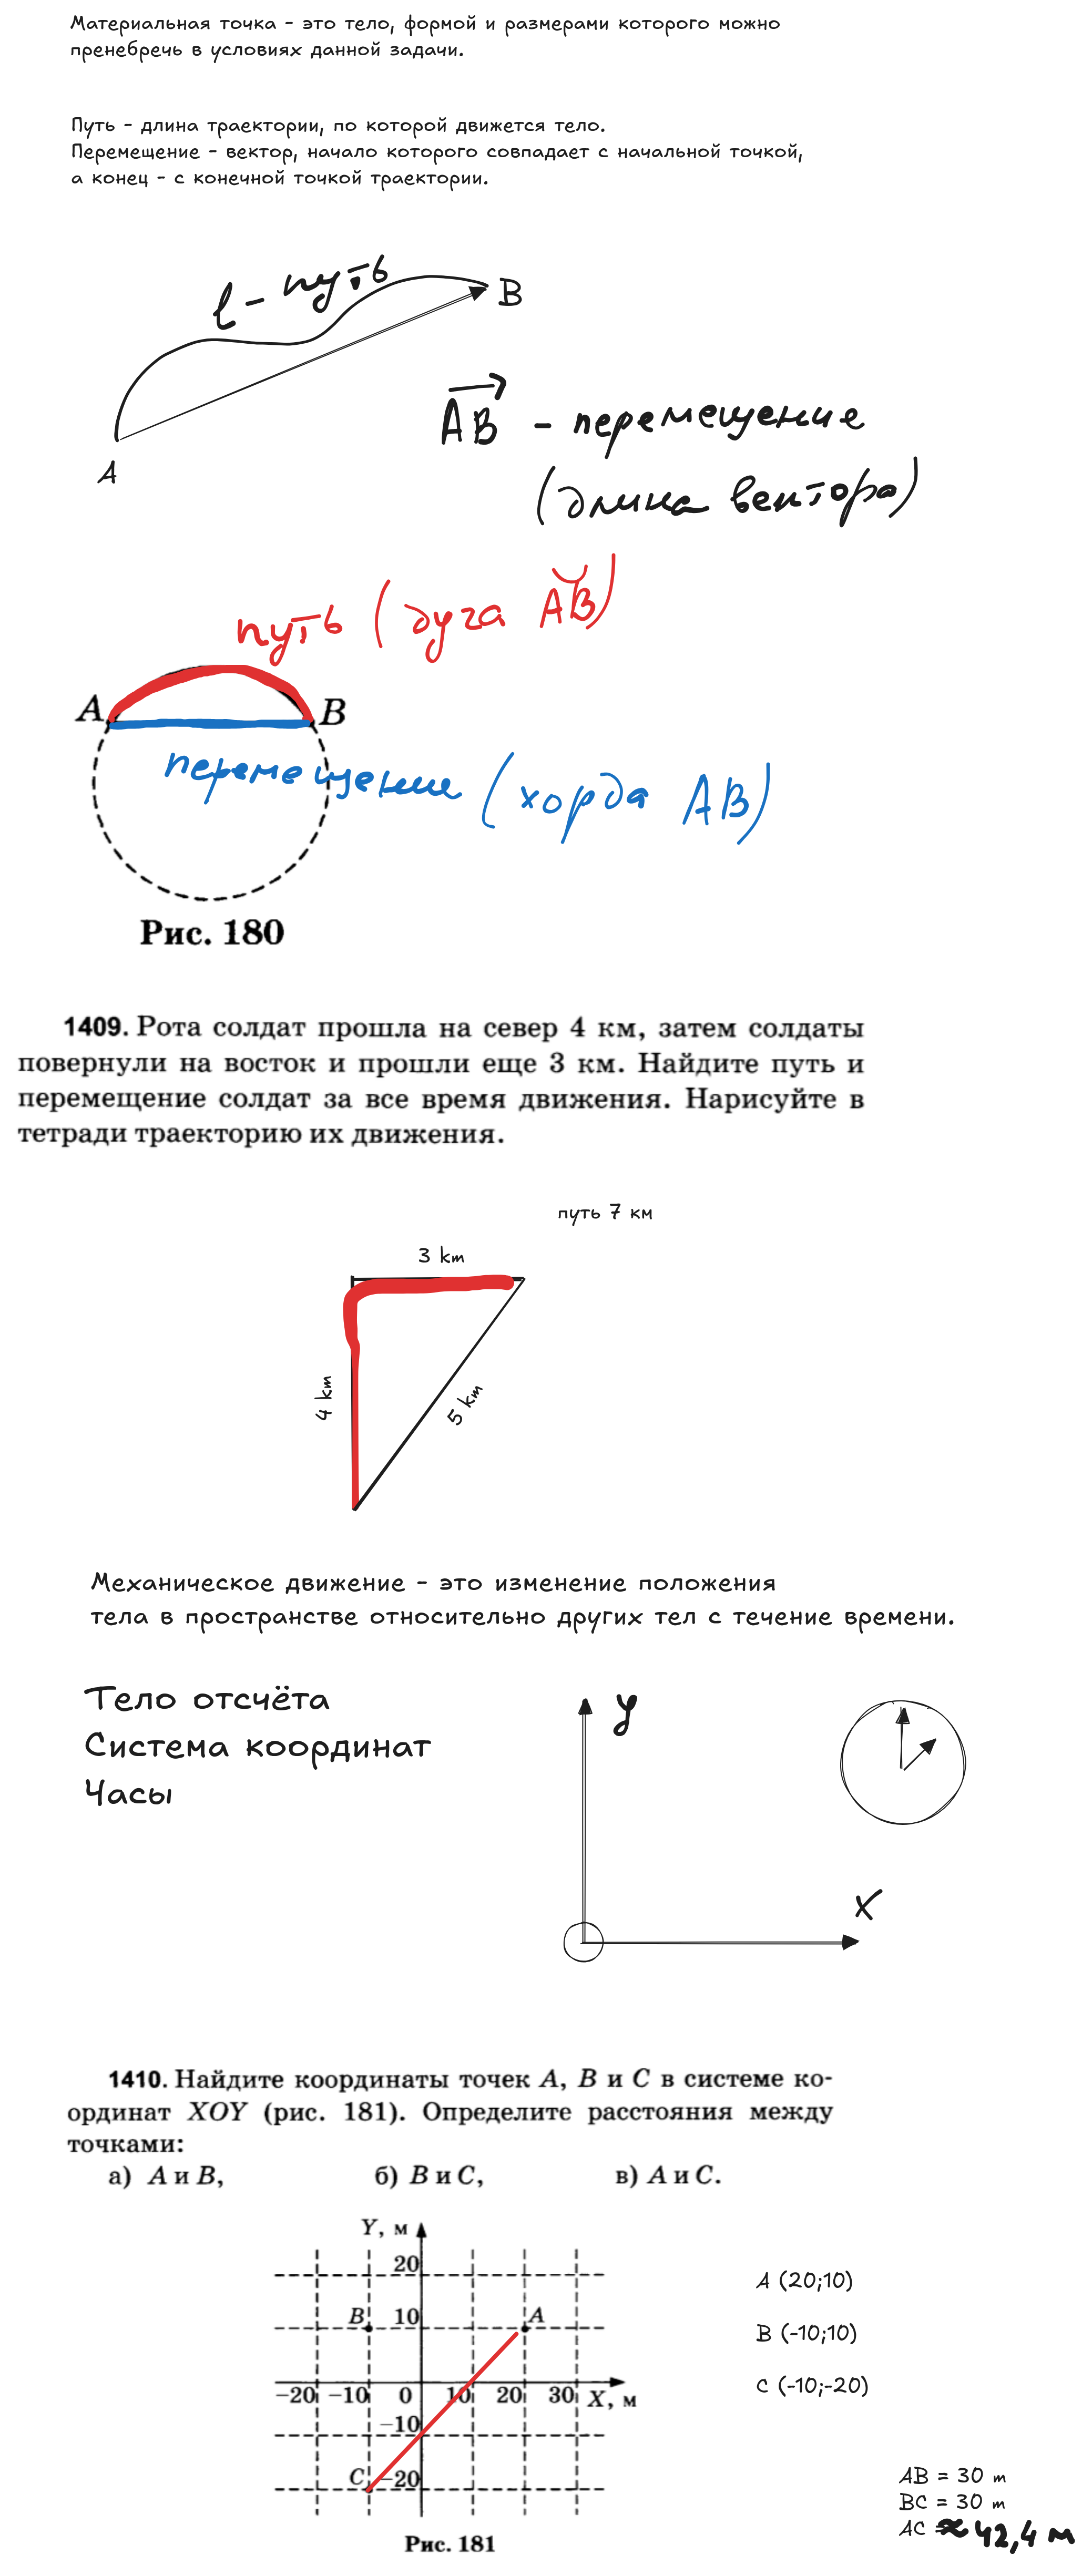 Материальная точка - это тело, формой и размерами которого можно
пренебречь в условиях данной задачи.
Путь - длина траектории, по которой движется тело.
Перемещение - вектор, начало которого совпадает с начальной точкой,
а конец - с конечной точкой траектории.
l - путь
B
A
AB - перемещение
(длина вектора)
путь (дуга AB)
A
B
перемещение (хорда AB)
Рис. 180
1409. Рота солдат прошла на север 4 км, затем солдаты
повернули на восток и прошли еще 3 км. Найдите путь и
перемещение солдат за все время движения. Нарисуйте в
тетради траекторию их движения.
путь 7 км
3 km
4 km
5 km
Механическое движение - это изменение положения
тела в пространстве относительно других тел с течение времени.
Тело отсчёта
Система координат
Часы
y
x
1410. Найдите координаты точек A, B и C в системе ко-
ординат XOY (рис. 181). Определите расстояния между
точками:
а) A и B,
б) B и C,
в) A и C.
Y, м
20
B
10
A
-20
-10
0
10
20
30
X, м
-10
C
-20
Рис. 181
A (20;10)
B (-10;10)
C (-10;-20)
AB = 30 m
BC = 30 m
AC ≈ 42,4 м